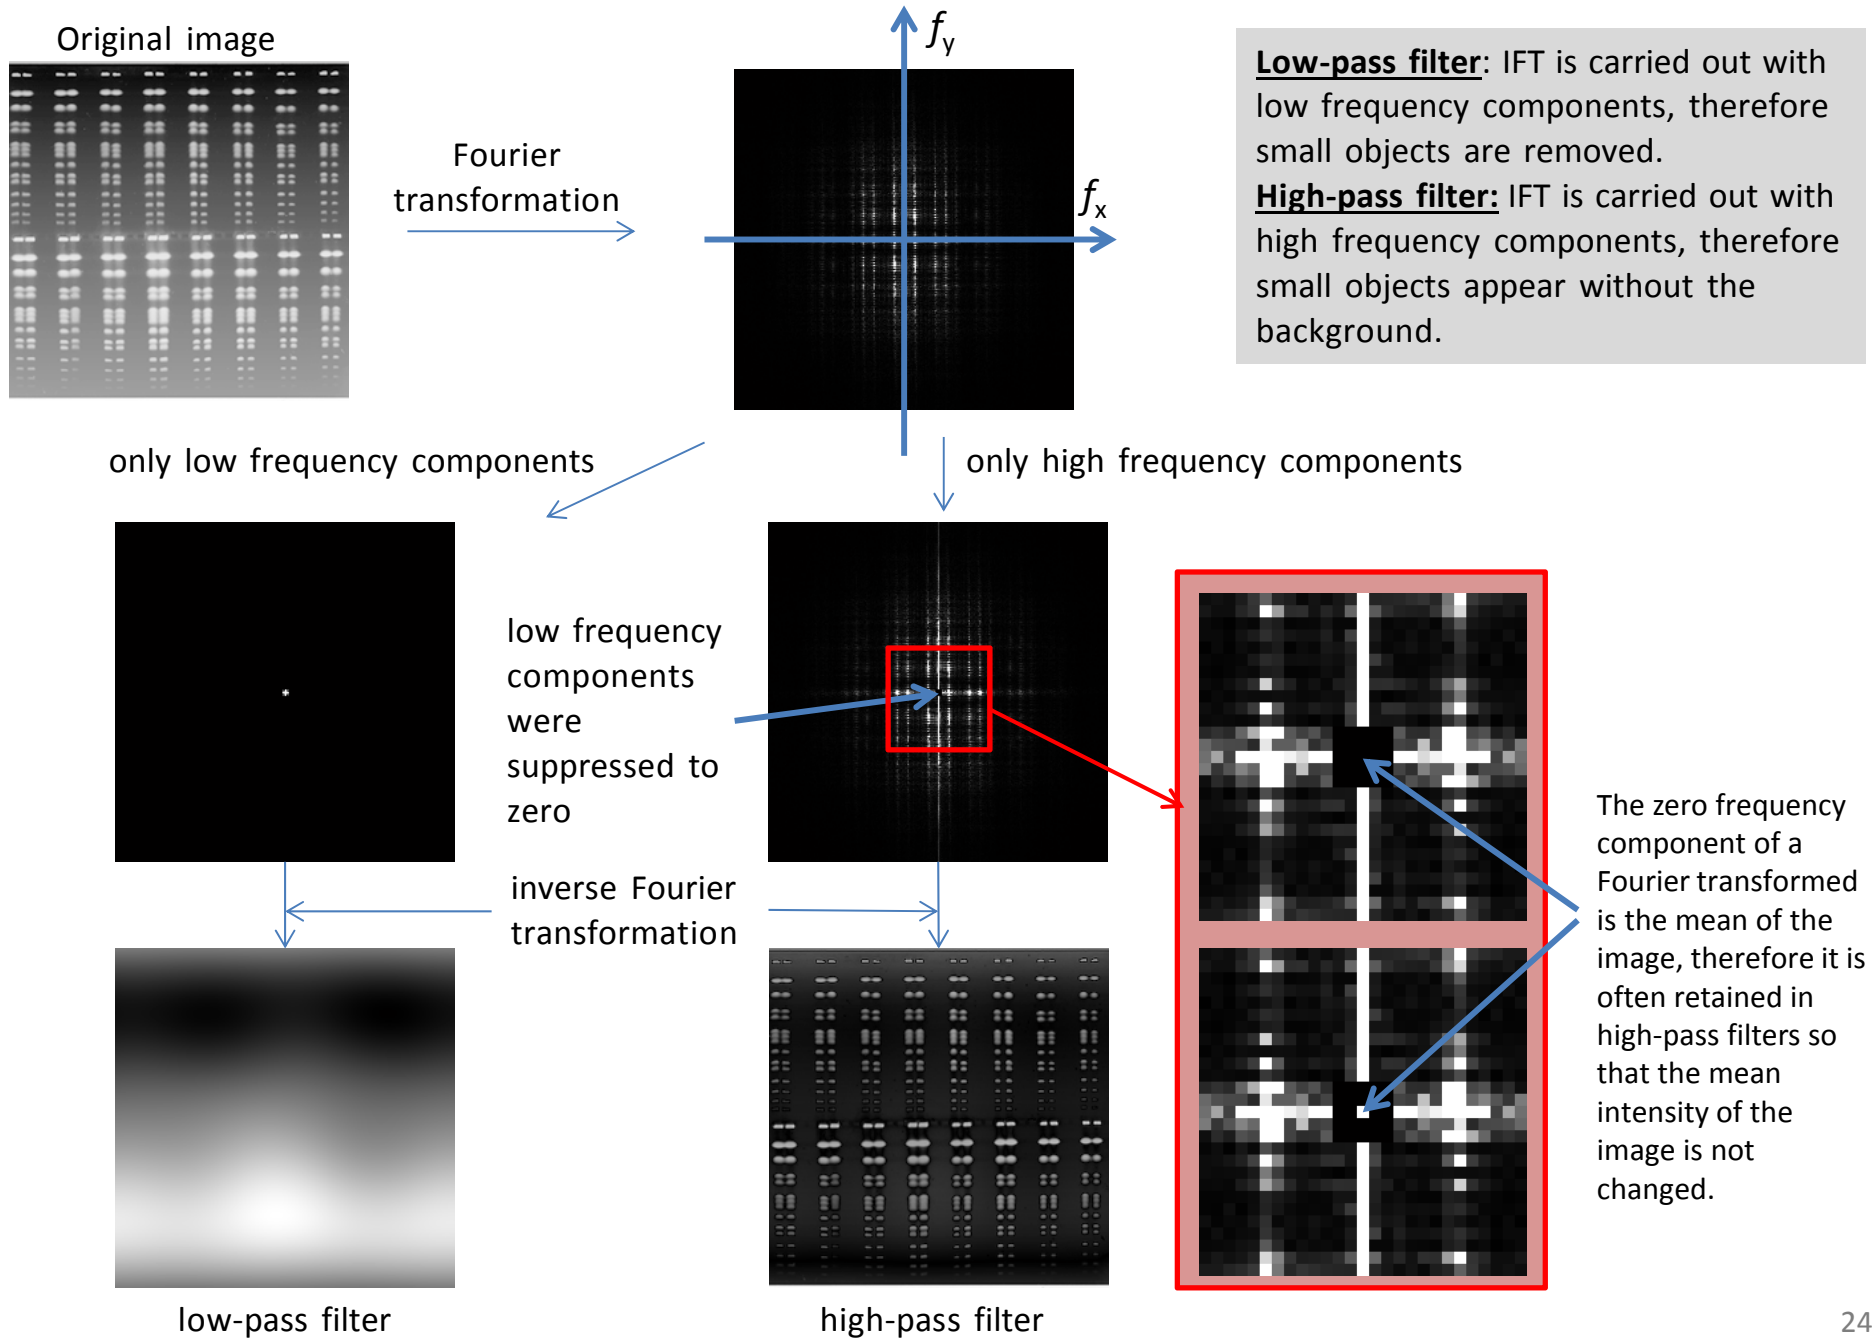 Original image
Fourier
transformation
f y
f x
Low-pass filter: IFT is carried out with
low frequency components, therefore
small objects are removed.
High-pass filter: IFT is carried out with
high frequency components, therefore
small objects appear without the
background.
only low frequency components
only high frequency components
low frequency
components
were
suppressed to
zero
The zero frequency
component of a
Fourier transformed
is the mean of the
image, therefore it is
often retained in
high-pass filters so
that the mean
intensity of the
image is not
changed.
inverse Fourier
transformation
low-pass filter
high-pass filter
24